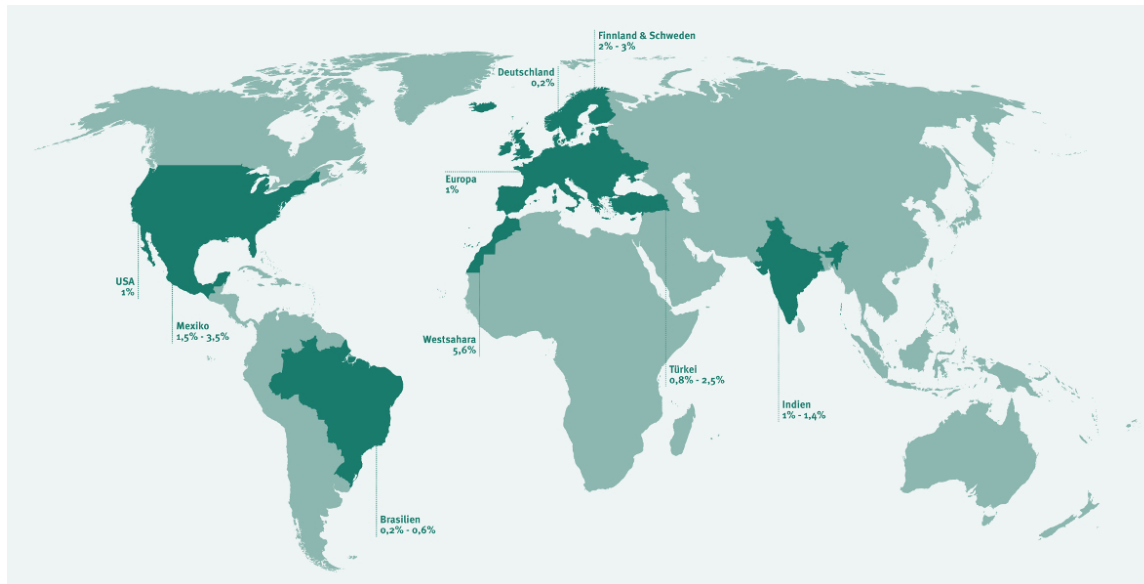 Finnland & Schweden
2% - 3%
Deutschland
0,2%
Europa
1%
USA
1%
Mexiko
1,5% - 3,5%
Westsahara
5,6%
Türkei
0,8% - 2,5%
Indien
1% - 1,4%
Brasilien
0,2% - 0,6%